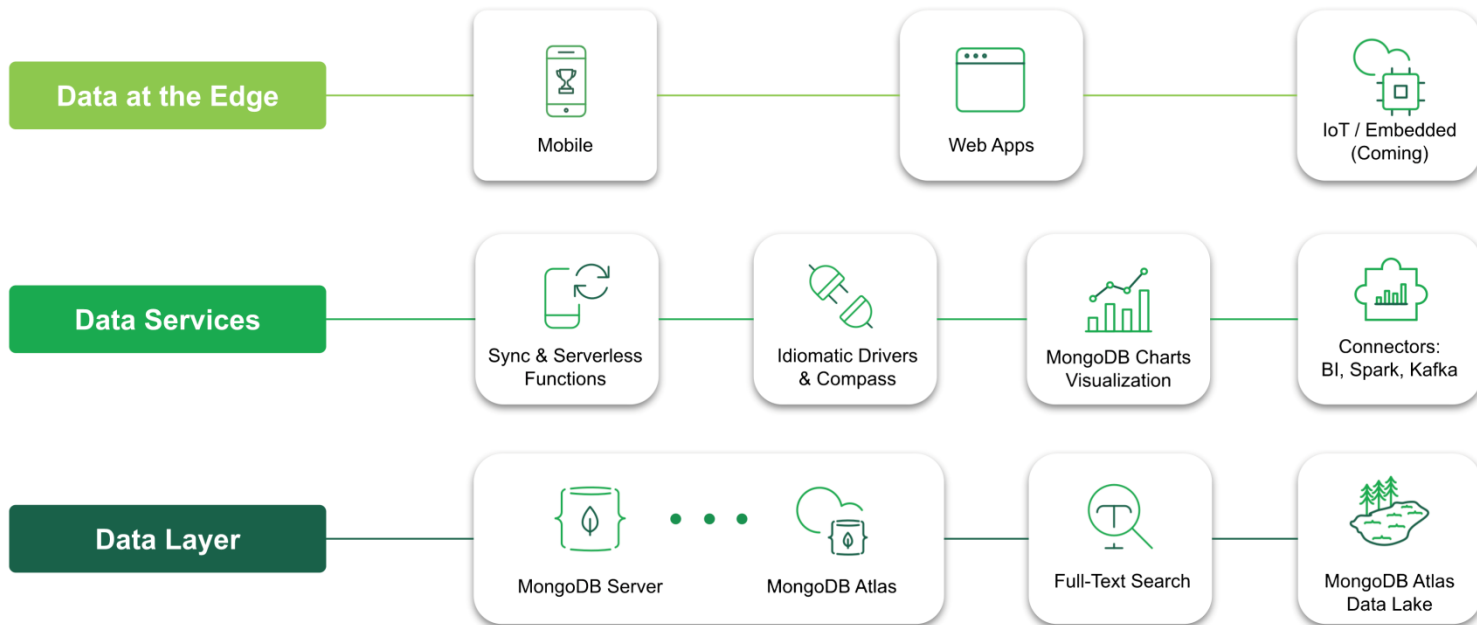 Data at the Edge
Mobile
Web Apps
IoT / Embedded
(Coming)
Data Services
Sync & Serverless
Functions
Idiomatic Drivers
& Compass
MongoDB Charts
Visualization
Connectors:
BI, Spark, Kafka
Data Layer
MongoDB Server
MongoDB Atlas
Full-Text Search
MongoDB Atlas
Data Lake